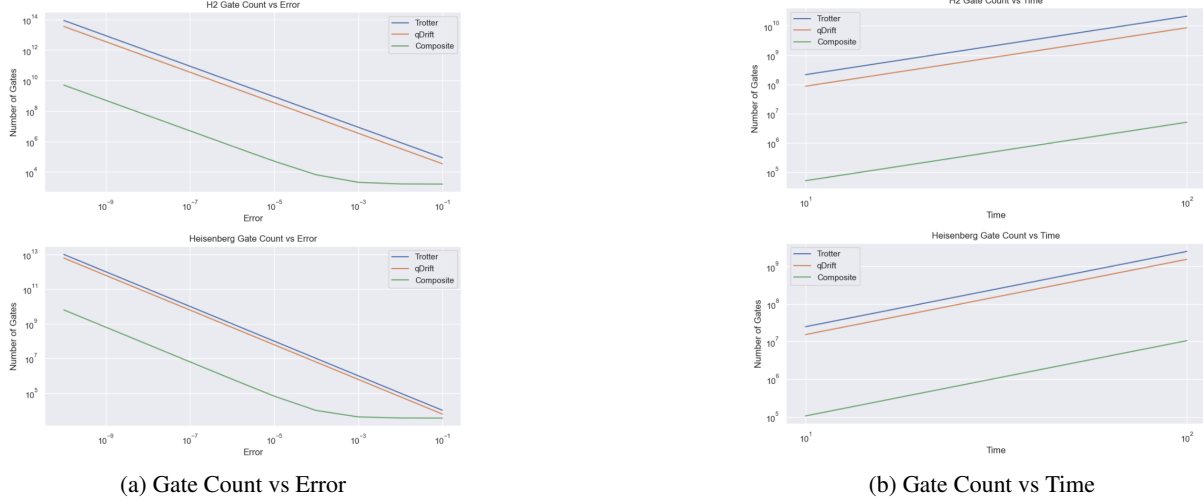 H2 Gate Count vs Error
Number of Gates
10^14
10^12
10^10
10^8
10^6
10^4
Trotter
qDrift
Composite
10^-9
10^-7
10^-5
10^-3
10^-1
Error
Heisenberg Gate Count vs Error
Number of Gates
10^13
10^11
10^9
10^7
10^5
Trotter
qDrift
Composite
10^-9
10^-7
10^-5
10^-3
10^-1
Error
(a) Gate Count vs Error
H2 Gate Count vs Time
Number of Gates
10^10
10^9
10^8
10^7
10^6
10^5
Trotter
qDrift
Composite
10^1
10^2
Time
Heisenberg Gate Count vs Time
Number of Gates
10^9
10^8
10^7
10^6
10^5
Trotter
qDrift
Composite
10^1
10^2
Time
(b) Gate Count vs Time